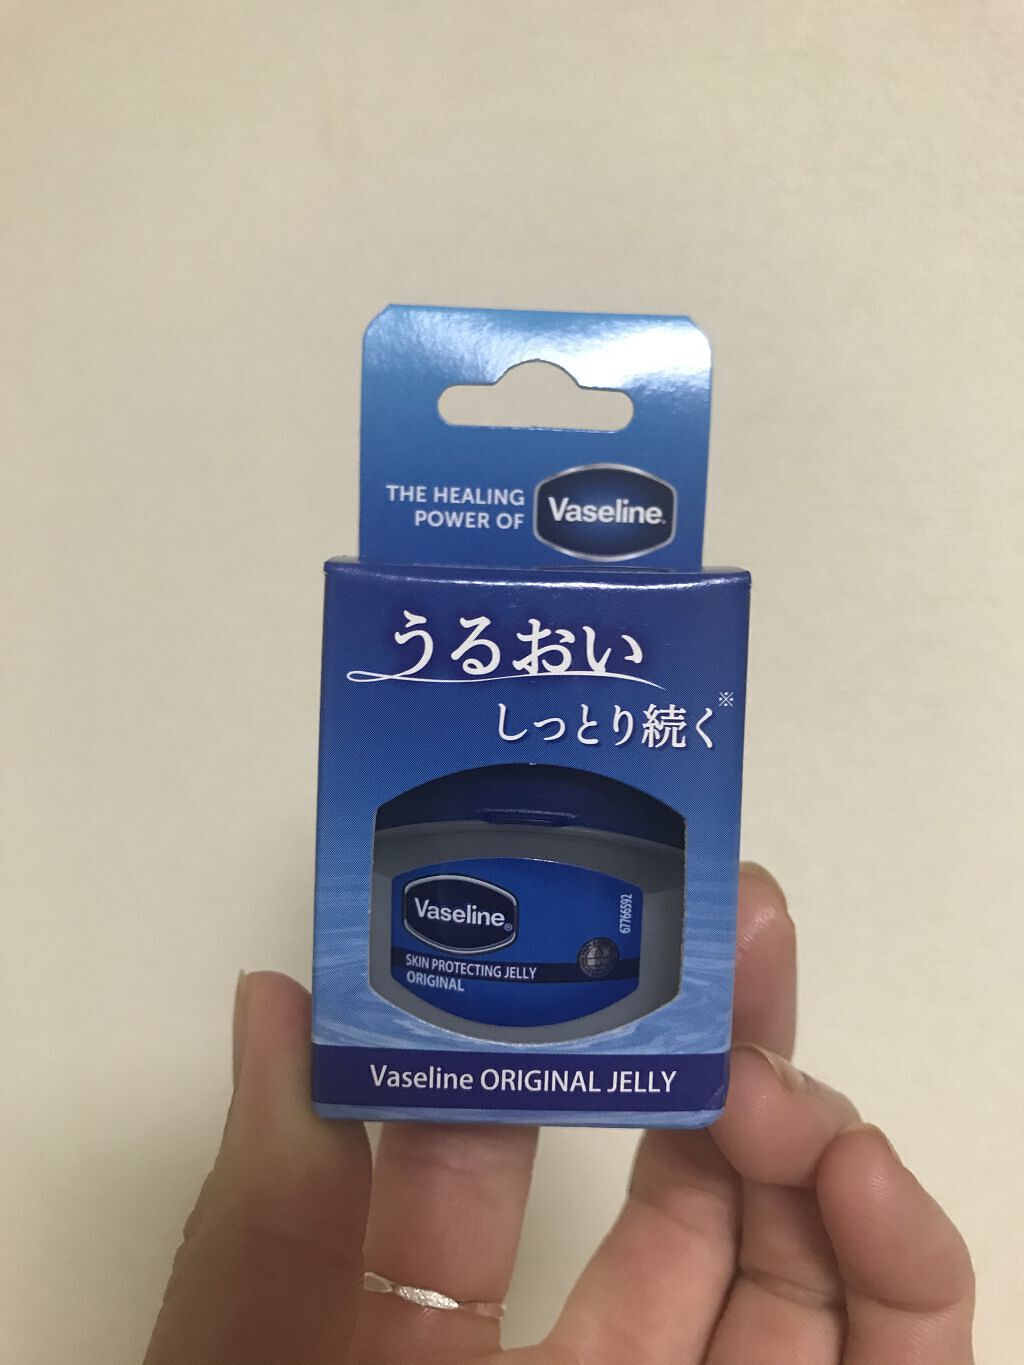 THE HEALING
POWER OF
Vaseline
うるおい
しっとり続く※
Vaseline®
67766592
SKIN PROTECTING JELLY
ORIGINAL
Vaseline ORIGINAL JELLY